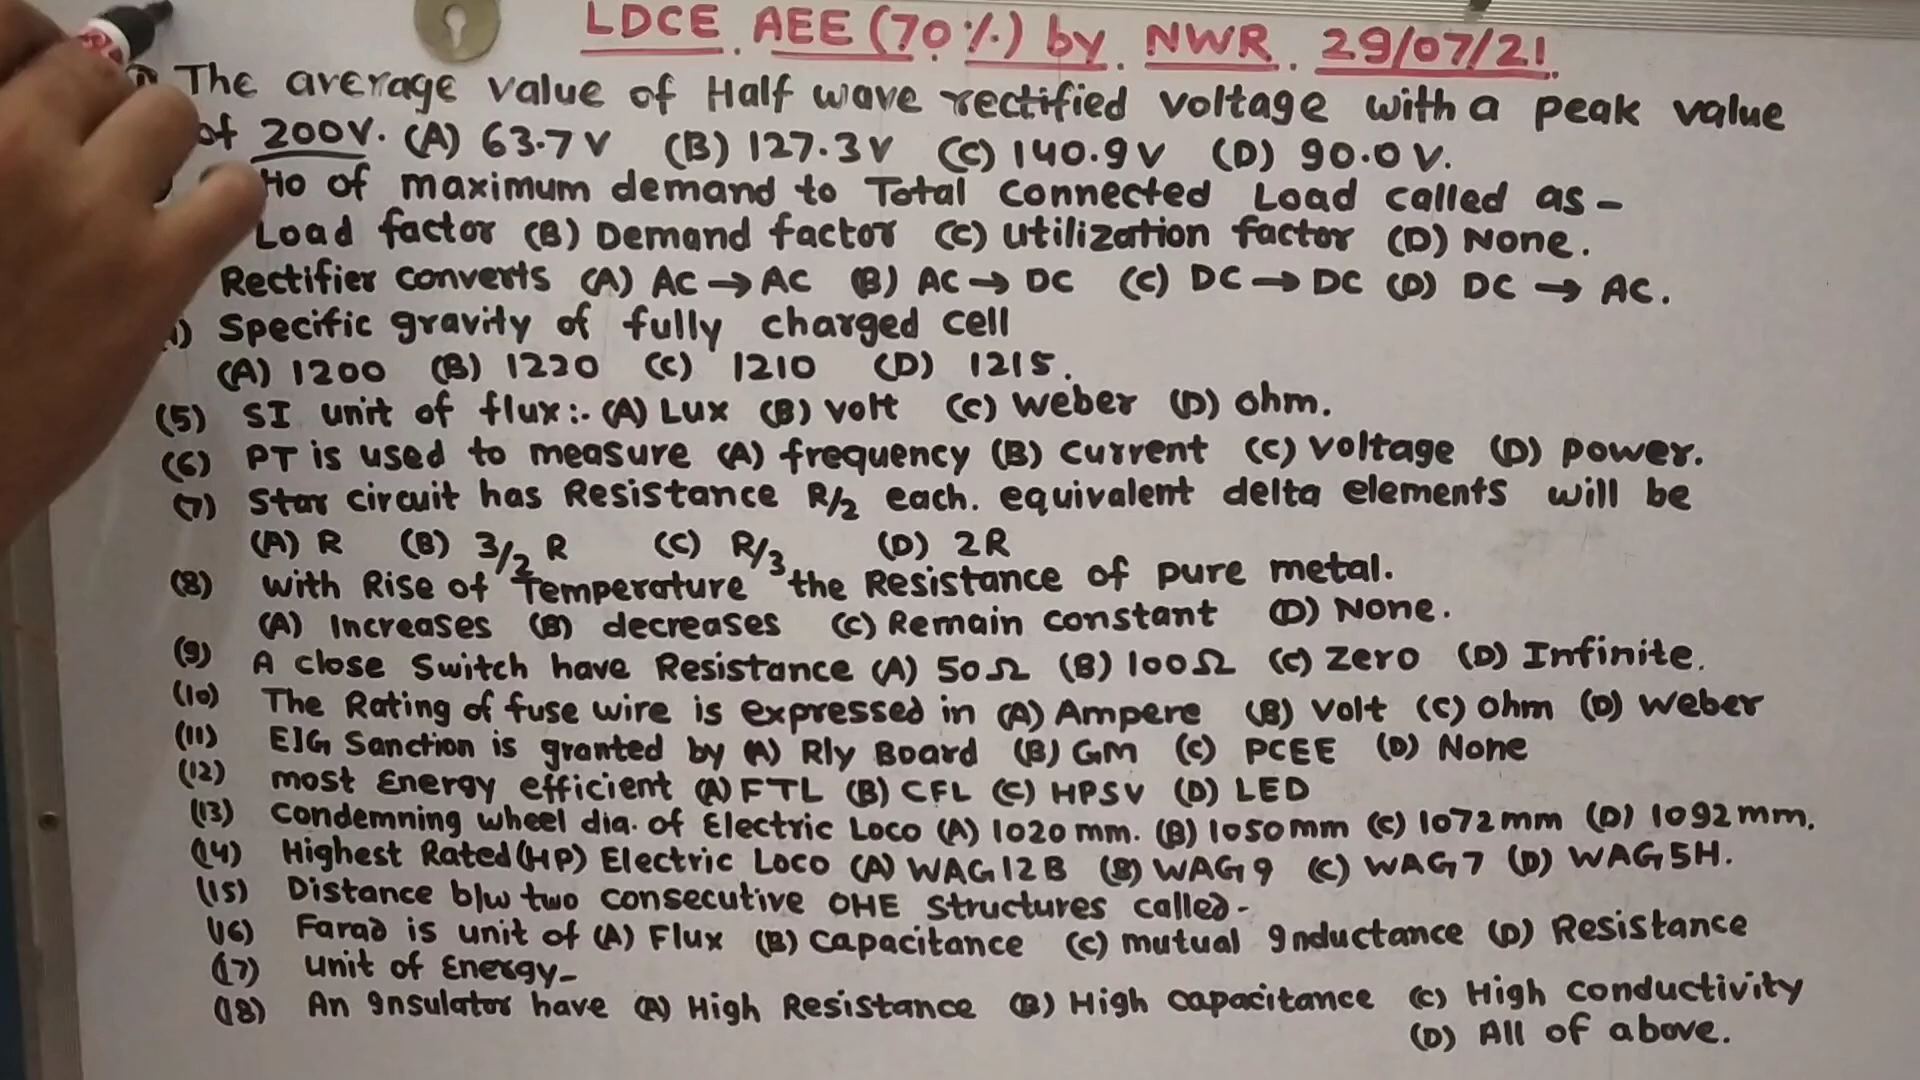 LDCE AEE (70%) by NWR. 29/07/21
The average value of Half wave rectified voltage with a peak value
of 200V. (A) 63.7 V (B) 127.3V (C) 140.9V (D) 90.0 V.
of maximum demand to Total Connected Load called as -
Load factor (B) Demand factor (C) utilization factor (D) None.
Rectifier converts (A) AC → AC (B) AC → DC (C) DC → DC (D) DC → AC.
Specific gravity of fully charged cell
(A) 1200 (B) 1220 (C) 1210 (D) 1215.
(5) SI unit of flux:- (A) Lux (B) volt (C) weber (D) ohm.
(6) PT is used to measure (A) frequency (B) current (C) voltage (D) power.
(7) Star circuit has Resistance R/2 each. equivalent delta elements will be
(A) R (B) 3/2 R (C) R/3 (D) 2R
(8) with Rise of Temperature the Resistance of pure metal.
(A) Increases (B) decreases (C) Remain constant (D) None.
(9) A close Switch have Resistance (A) 50Ω (B) 100Ω (C) zero (D) Infinite.
(10) The Rating of fuse wire is expressed in (A) Ampere (B) Volt (C) ohm (D) weber
(11) EIG Sanction is granted by (A) Rly Board (B) GM (C) PCEE (D) None
(12) most Energy efficient (A) FTL (B) CFL (C) HPSV (D) LED
(13) Condemning wheel dia. of Electric Loco (A) 1020 mm. (B) 1050mm (C) 1072mm (D) 1092mm.
(14) Highest Rated (HP) Electric Loco (A) WAG 12B (B) WAG 9 (C) WAG 7 (D) WAG 5H.
(15) Distance b/w two consecutive OHE Structures called-
(16) Farad is unit of (A) Flux (B) Capacitance (C) mutual Inductance (D) Resistance
(17) unit of Energy-
(18) An Insulator have (A) High Resistance (B) High capacitance (C) High conductivity
(D) All of above.